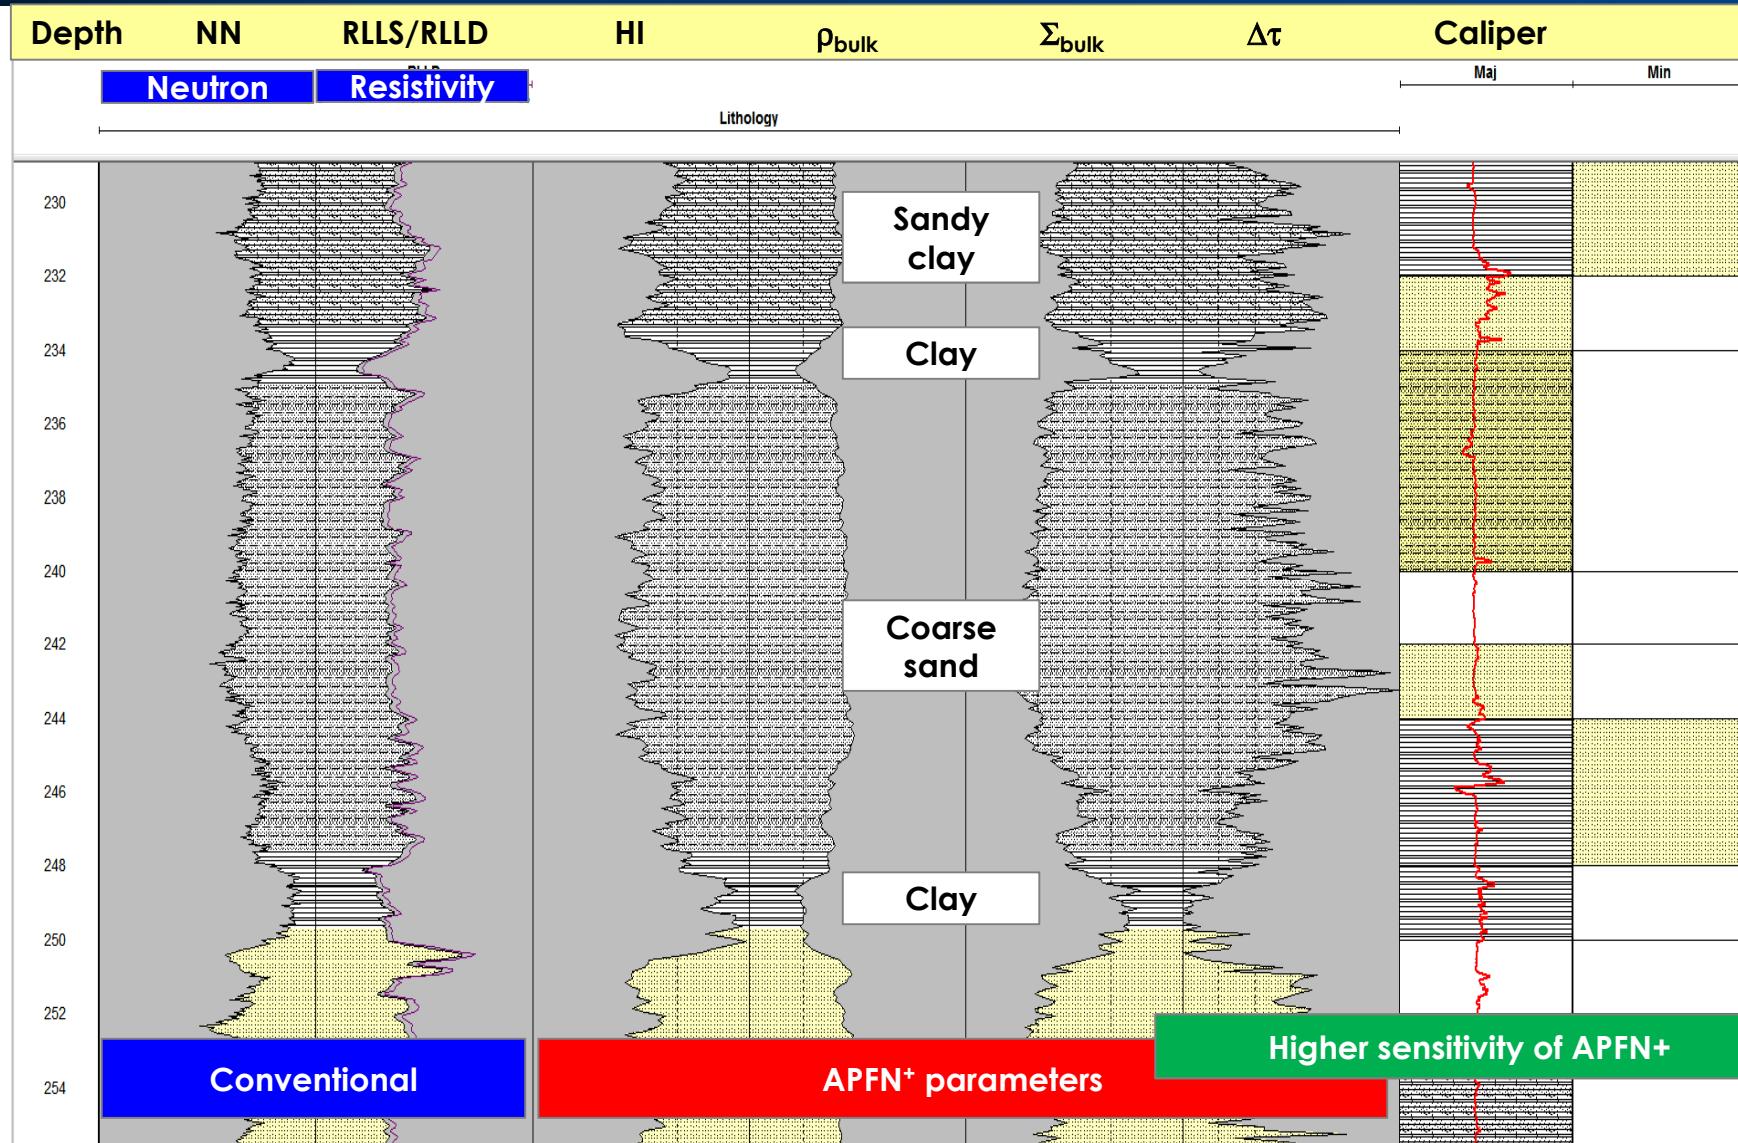 Depth NN RLLS/RLLD HI ρbulk Σbulk Δτ Caliper
Neutron Resistivity Maj Min
Lithology
230
Sandy
clay
232
234
Clay
236
238
240
242
Coarse
sand
244
246
248
Clay
250
252
Higher sensitivity of APFN+
254
Conventional
APFN⁺ parameters